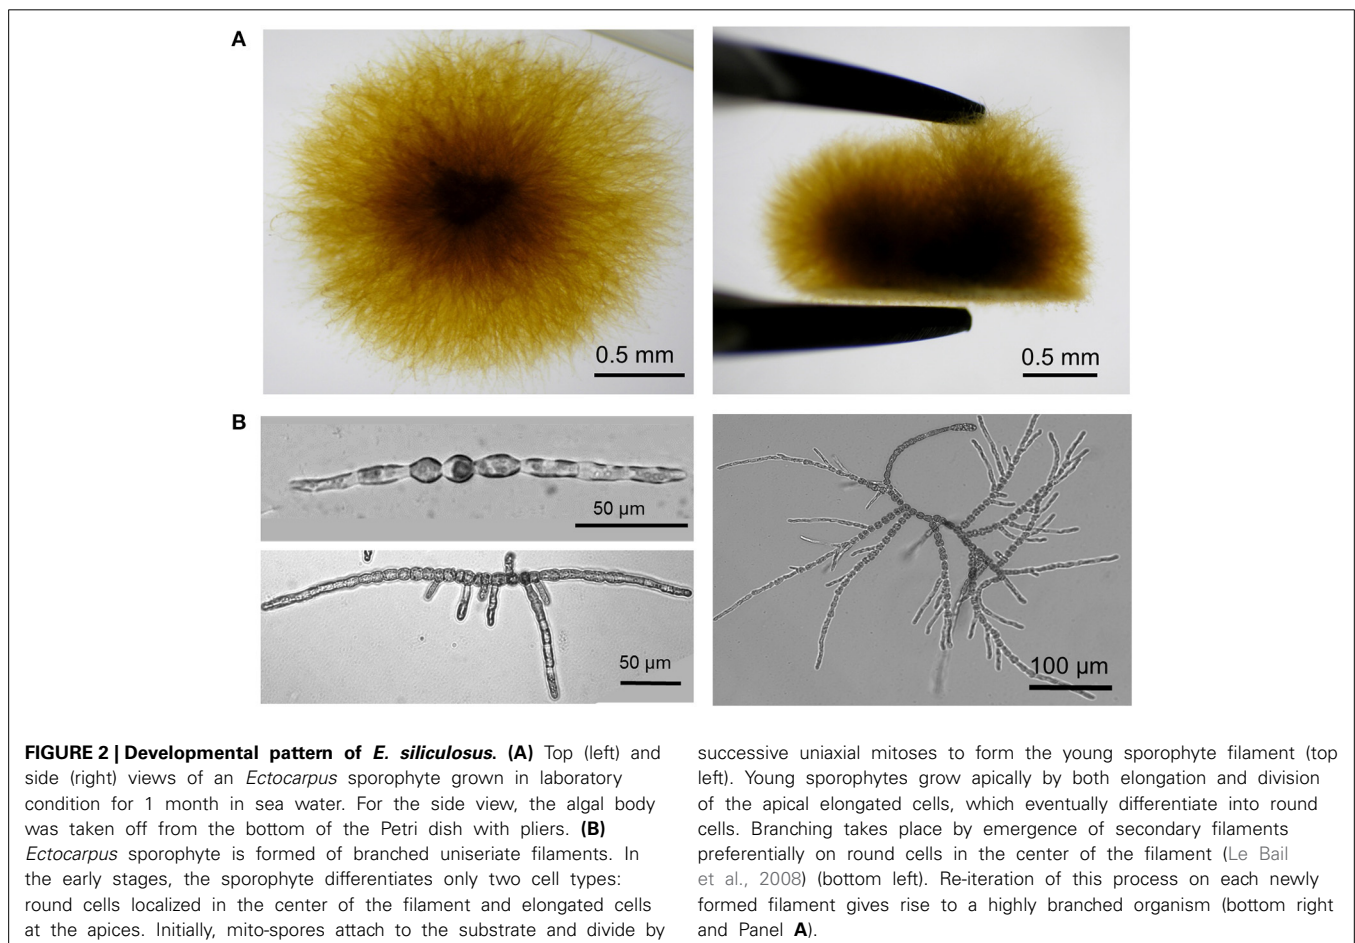 A
0.5 mm
0.5 mm
B
50 µm
50 µm
100 µm
FIGURE 2 | Developmental pattern of E. siliculosus. (A) Top (left) and
side (right) views of an Ectocarpus sporophyte grown in laboratory
condition for 1 month in sea water. For the side view, the algal body
was taken off from the bottom of the Petri dish with pliers. (B)
Ectocarpus sporophyte is formed of branched uniseriate filaments. In
the early stages, the sporophyte differentiates only two cell types:
round cells localized in the center of the filament and elongated cells
at the apices. Initially, mito-spores attach to the substrate and divide by
successive uniaxial mitoses to form the young sporophyte filament (top
left). Young sporophytes grow apically by both elongation and division
of the apical elongated cells, which eventually differentiate into round
cells. Branching takes place by emergence of secondary filaments
preferentially on round cells in the center of the filament (Le Bail
et al., 2008) (bottom left). Re-iteration of this process on each newly
formed filament gives rise to a highly branched organism (bottom right
and Panel A).